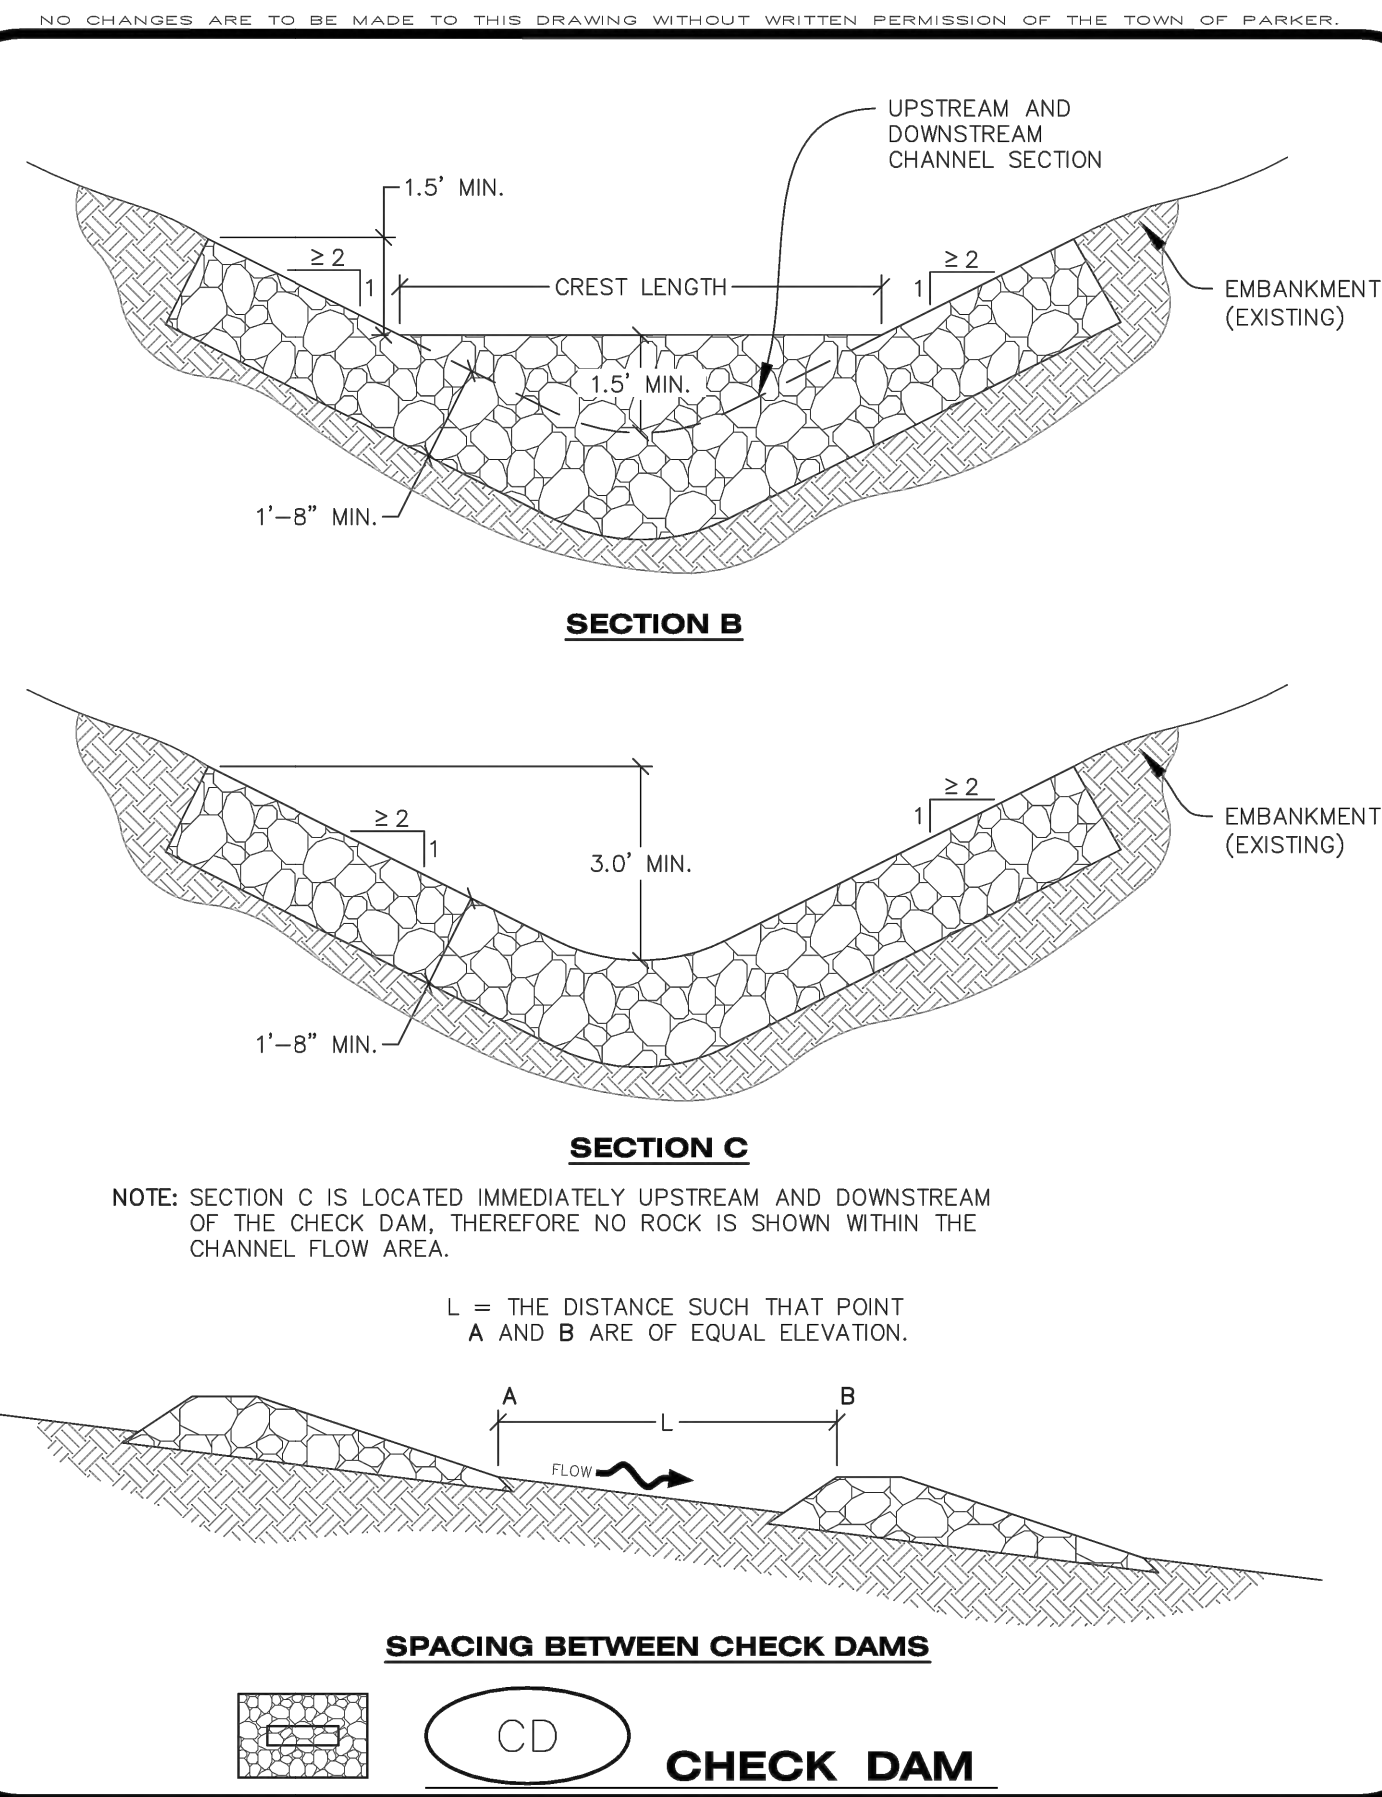 NO CHANGES ARE TO BE MADE TO THIS DRAWING WITHOUT WRITTEN PERMISSION OF THE TOWN OF PARKER.
UPSTREAM AND
DOWNSTREAM
CHANNEL SECTION
1.5' MIN.
≥ 2
1
CREST LENGTH
≥ 2
1
EMBANKMENT
(EXISTING)
1.5' MIN.
1'–8" MIN.
SECTION B
≥ 2
1
≥ 2
1
EMBANKMENT
(EXISTING)
3.0' MIN.
1'–8" MIN.
SECTION C
NOTE: SECTION C IS LOCATED IMMEDIATELY UPSTREAM AND DOWNSTREAM
OF THE CHECK DAM, THEREFORE NO ROCK IS SHOWN WITHIN THE
CHANNEL FLOW AREA.
L = THE DISTANCE SUCH THAT POINT
A AND B ARE OF EQUAL ELEVATION.
A
B
L
FLOW
SPACING BETWEEN CHECK DAMS
CD
CHECK DAM